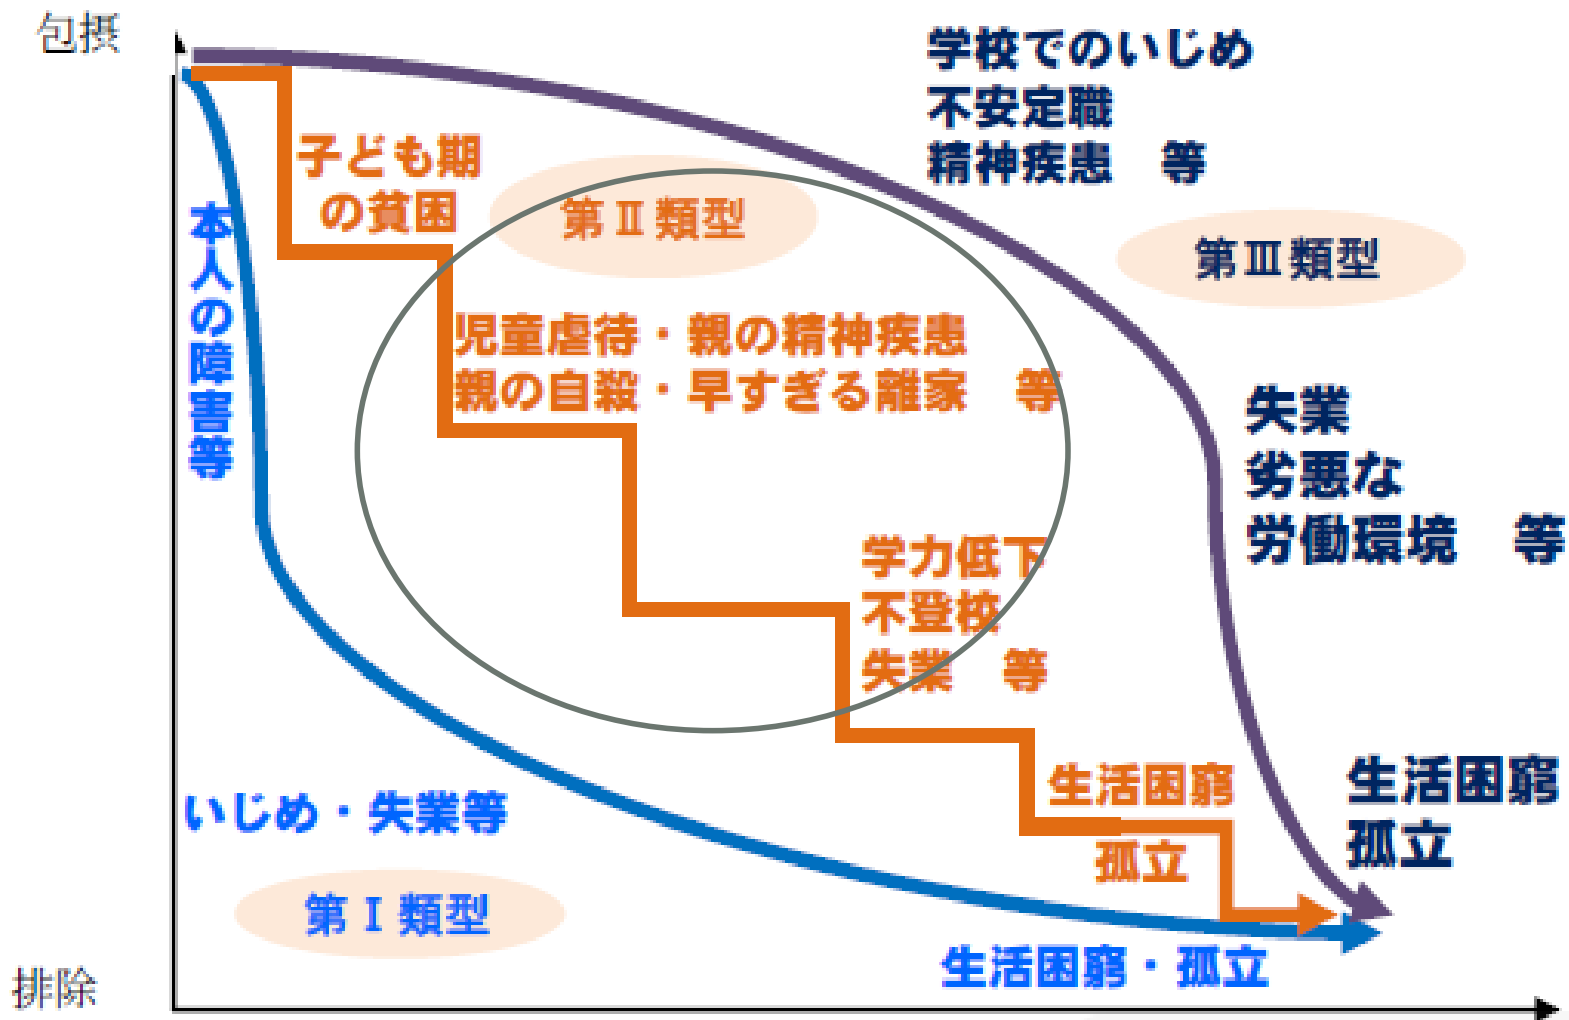 包摂
学校でのいじめ
不安定職
精神疾患　等
子ども期
の貧困
第Ⅱ類型
本人の障害等
第Ⅲ類型
児童虐待・親の精神疾患
親の自殺・早すぎる離家　等
失業
劣悪な
労働環境　等
学力低下
不登校
失業　等
生活困窮
孤立
生活困窮
孤立
いじめ・失業等
第Ⅰ類型
生活困窮・孤立
排除